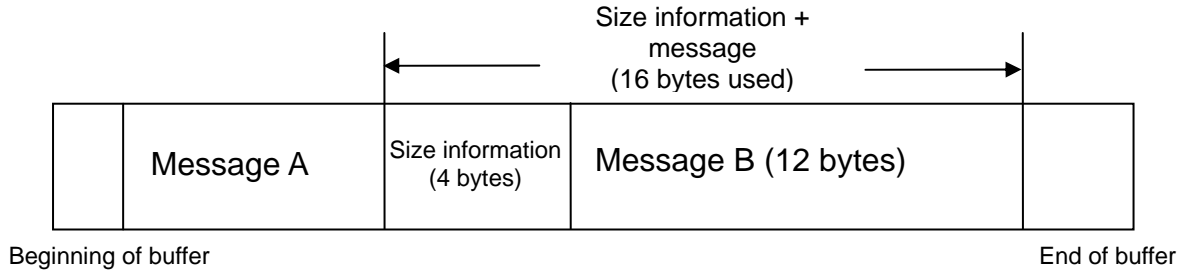 Size information +
message
(16 bytes used)
Message A
Size information
(4 bytes)
Message B (12 bytes)
Beginning of buffer
End of buffer